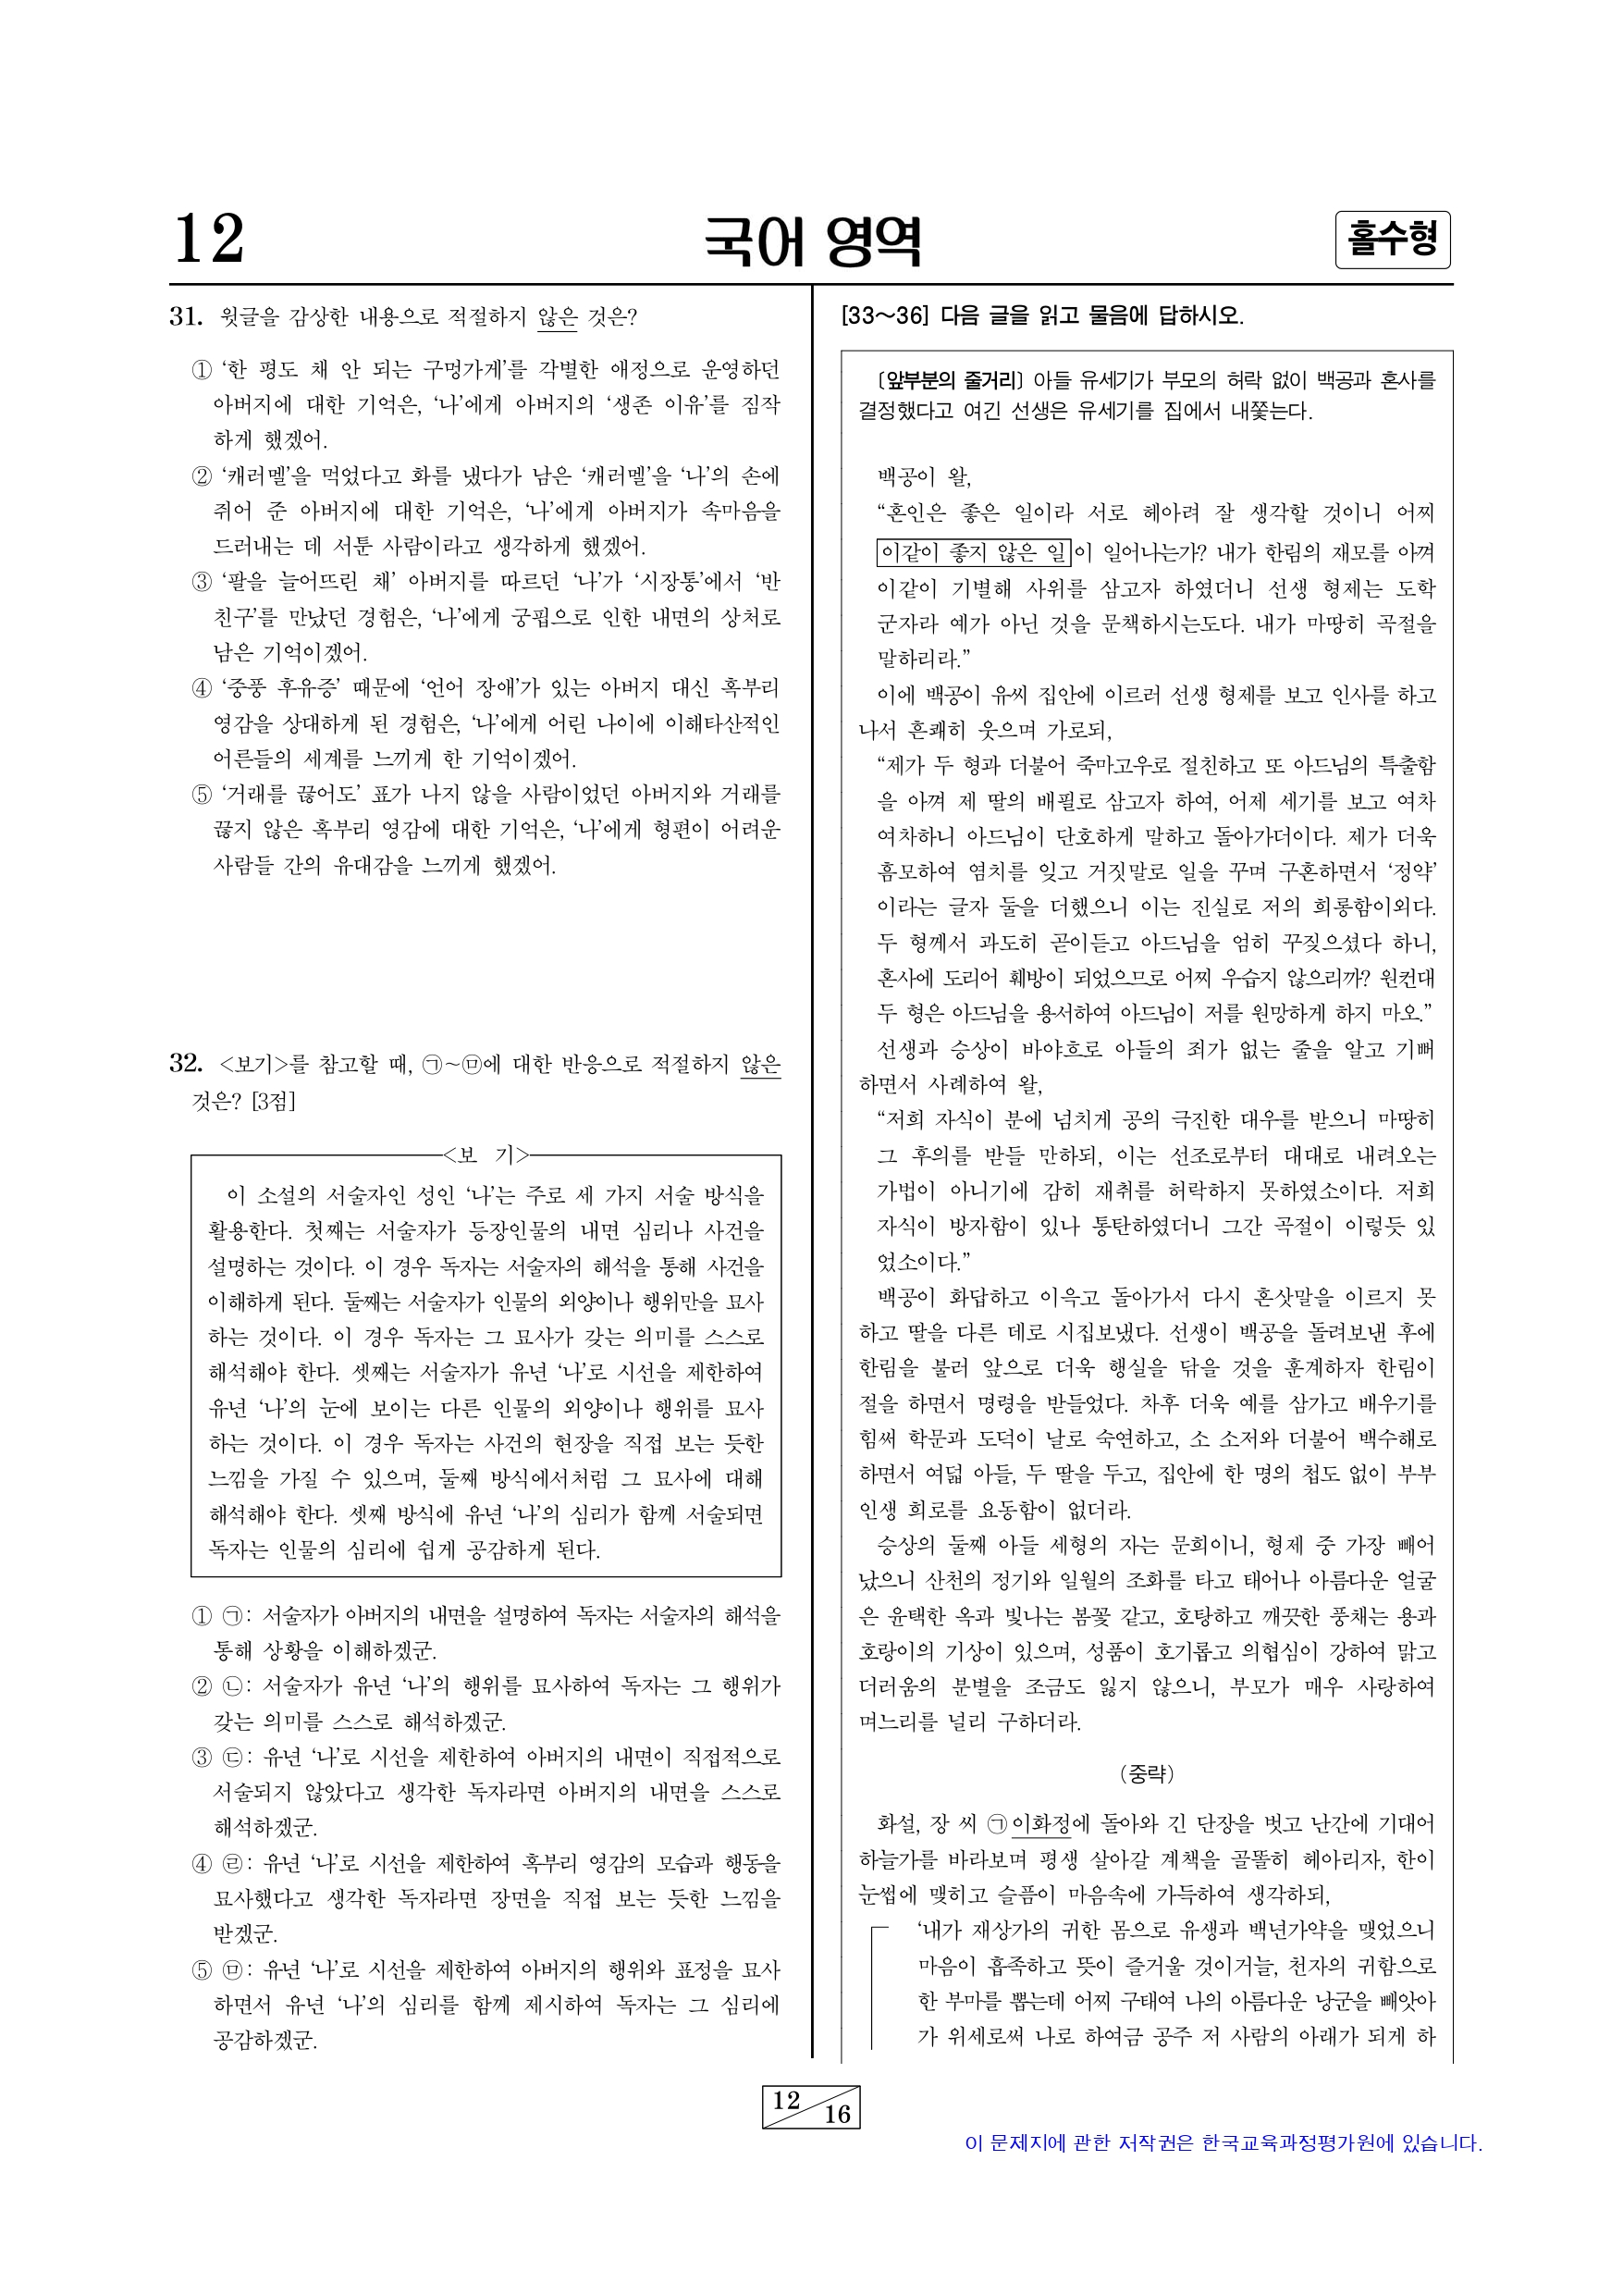 12
국어 영역
홀수형
31. 윗글을 감상한 내용으로 적절하지 않은 것은?
① ‘한 평도 채 안 되는 구멍가게’를 각별한 애정으로 운영하던
아버지에 대한 기억은, ‘나’에게 아버지의 ‘생존 이유’를 짐작
하게 했겠어.
② ‘캐러멜’을 먹었다고 화를 냈다가 남은 ‘캐러멜’을 ‘나’의 손에
쥐어 준 아버지에 대한 기억은, ‘나’에게 아버지가 속마음을
드러내는 데 서툰 사람이라고 생각하게 했겠어.
③ ‘팔을 늘어뜨린 채’ 아버지를 따르던 ‘나’가 ‘시장통’에서 ‘반
친구’를 만났던 경험은, ‘나’에게 궁핍으로 인한 내면의 상처로
남은 기억이겠어.
④ ‘중풍 후유증’ 때문에 ‘언어 장애’가 있는 아버지 대신 혹부리
영감을 상대하게 된 경험은, ‘나’에게 어린 나이에 이해타산적인
어른들의 세계를 느끼게 한 기억이겠어.
⑤ ‘거래를 끊어도’ 표가 나지 않을 사람이었던 아버지와 거래를
끊지 않은 혹부리 영감에 대한 기억은, ‘나’에게 형편이 어려운
사람들 간의 유대감을 느끼게 했겠어.
32. <보기>를 참고할 때, ㉠~㉤에 대한 반응으로 적절하지 않은
것은? [3점]
<보 기>
이 소설의 서술자인 성인 ‘나’는 주로 세 가지 서술 방식을
활용한다. 첫째는 서술자가 등장인물의 내면 심리나 사건을
설명하는 것이다. 이 경우 독자는 서술자의 해석을 통해 사건을
이해하게 된다. 둘째는 서술자가 인물의 외양이나 행위만을 묘사
하는 것이다. 이 경우 독자는 그 묘사가 갖는 의미를 스스로
해석해야 한다. 셋째는 서술자가 유년 ‘나’로 시선을 제한하여
유년 ‘나’의 눈에 보이는 다른 인물의 외양이나 행위를 묘사
하는 것이다. 이 경우 독자는 사건의 현장을 직접 보는 듯한
느낌을 가질 수 있으며, 둘째 방식에서처럼 그 묘사에 대해
해석해야 한다. 셋째 방식에 유년 ‘나’의 심리가 함께 서술되면
독자는 인물의 심리에 쉽게 공감하게 된다.
① ㉠: 서술자가 아버지의 내면을 설명하여 독자는 서술자의 해석을
통해 상황을 이해하겠군.
② ㉡: 서술자가 유년 ‘나’의 행위를 묘사하여 독자는 그 행위가
갖는 의미를 스스로 해석하겠군.
③ ㉢: 유년 ‘나’로 시선을 제한하여 아버지의 내면이 직접적으로
서술되지 않았다고 생각한 독자라면 아버지의 내면을 스스로
해석하겠군.
④ ㉣: 유년 ‘나’로 시선을 제한하여 혹부리 영감의 모습과 행동을
묘사했다고 생각한 독자라면 장면을 직접 보는 듯한 느낌을
받겠군.
⑤ ㉤: 유년 ‘나’로 시선을 제한하여 아버지의 행위와 표정을 묘사
하면서 유년 ‘나’의 심리를 함께 제시하여 독자는 그 심리에
공감하겠군.
[33~36] 다음 글을 읽고 물음에 답하시오.
〔앞부분의 줄거리〕 아들 유세기가 부모의 허락 없이 백공과 혼사를
결정했다고 여긴 선생은 유세기를 집에서 내쫓는다.
백공이 왈,
“혼인은 좋은 일이라 서로 헤아려 잘 생각할 것이니 어찌
이같이 좋지 않은 일이 일어나는가? 내가 한림의 재모를 아껴
이같이 기별해 사위를 삼고자 하였더니 선생 형제는 도학
군자라 예가 아닌 것을 문책하시는도다. 내가 마땅히 곡절을
말하리라.”
이에 백공이 유씨 집안에 이르러 선생 형제를 보고 인사를 하고
나서 흔쾌히 웃으며 가로되,
“제가 두 형과 더불어 죽마고우로 절친하고 또 아드님의 특출함
을 아껴 제 딸의 배필로 삼고자 하여, 어제 세기를 보고 여차
여차하니 아드님이 단호하게 말하고 돌아가더이다. 제가 더욱
흠모하여 염치를 잊고 거짓말로 일을 꾸며 구혼하면서 ‘정약’
이라는 글자 둘을 더했으니 이는 진실로 저의 희롱함이외다.
두 형께서 과도히 곧이듣고 아드님을 엄히 꾸짖으셨다 하니,
혼사에 도리어 훼방이 되었으므로 어찌 우습지 않으리까? 원컨대
두 형은 아드님을 용서하여 아드님이 저를 원망하게 하지 마오.”
선생과 승상이 바야흐로 아들의 죄가 없는 줄을 알고 기뻐
하면서 사례하여 왈,
“저희 자식이 분에 넘치게 공의 극진한 대우를 받으니 마땅히
그 후의를 받들 만하되, 이는 선조로부터 대대로 내려오는
가법이 아니기에 감히 재취를 허락하지 못하였소이다. 저희
자식이 방자함이 있나 통탄하였더니 그간 곡절이 이렇듯 있
었소이다.”
백공이 화답하고 이윽고 돌아가서 다시 혼삿말을 이르지 못
하고 딸을 다른 데로 시집보냈다. 선생이 백공을 돌려보낸 후에
한림을 불러 앞으로 더욱 행실을 닦을 것을 훈계하자 한림이
절을 하면서 명령을 받들었다. 차후 더욱 예를 삼가고 배우기를
힘써 학문과 도덕이 날로 숙연하고, 소 소저와 더불어 백수해로
하면서 여덟 아들, 두 딸을 두고, 집안에 한 명의 첩도 없이 부부
인생 희로를 요동함이 없더라.
승상의 둘째 아들 세형의 자는 문희이니, 형제 중 가장 빼어
났으니 산천의 정기와 일월의 조화를 타고 태어나 아름다운 얼굴
은 윤택한 옥과 빛나는 봄꽃 같고, 호탕하고 깨끗한 풍채는 용과
호랑이의 기상이 있으며, 성품이 호기롭고 의협심이 강하여 맑고
더러움의 분별을 조금도 잃지 않으니, 부모가 매우 사랑하여
며느리를 널리 구하더라.
(중략)
화설, 장 씨 ㉠이화정에 돌아와 긴 단장을 벗고 난간에 기대어
하늘가를 바라보며 평생 살아갈 계책을 골똘히 헤아리자, 한이
눈썹에 맺히고 슬픔이 마음속에 가득하여 생각하되,
‘내가 재상가의 귀한 몸으로 유생과 백년가약을 맺었으니
마음이 흡족하고 뜻이 즐거울 것이거늘, 천자의 귀함으로
한 부마를 뽑는데 어찌 구태여 나의 아름다운 낭군을 빼앗아
가 위세로써 나로 하여금 공주 저 사람의 아래가 되게 하
12
16
이 문제지에 관한 저작권은 한국교육과정평가원에 있습니다.